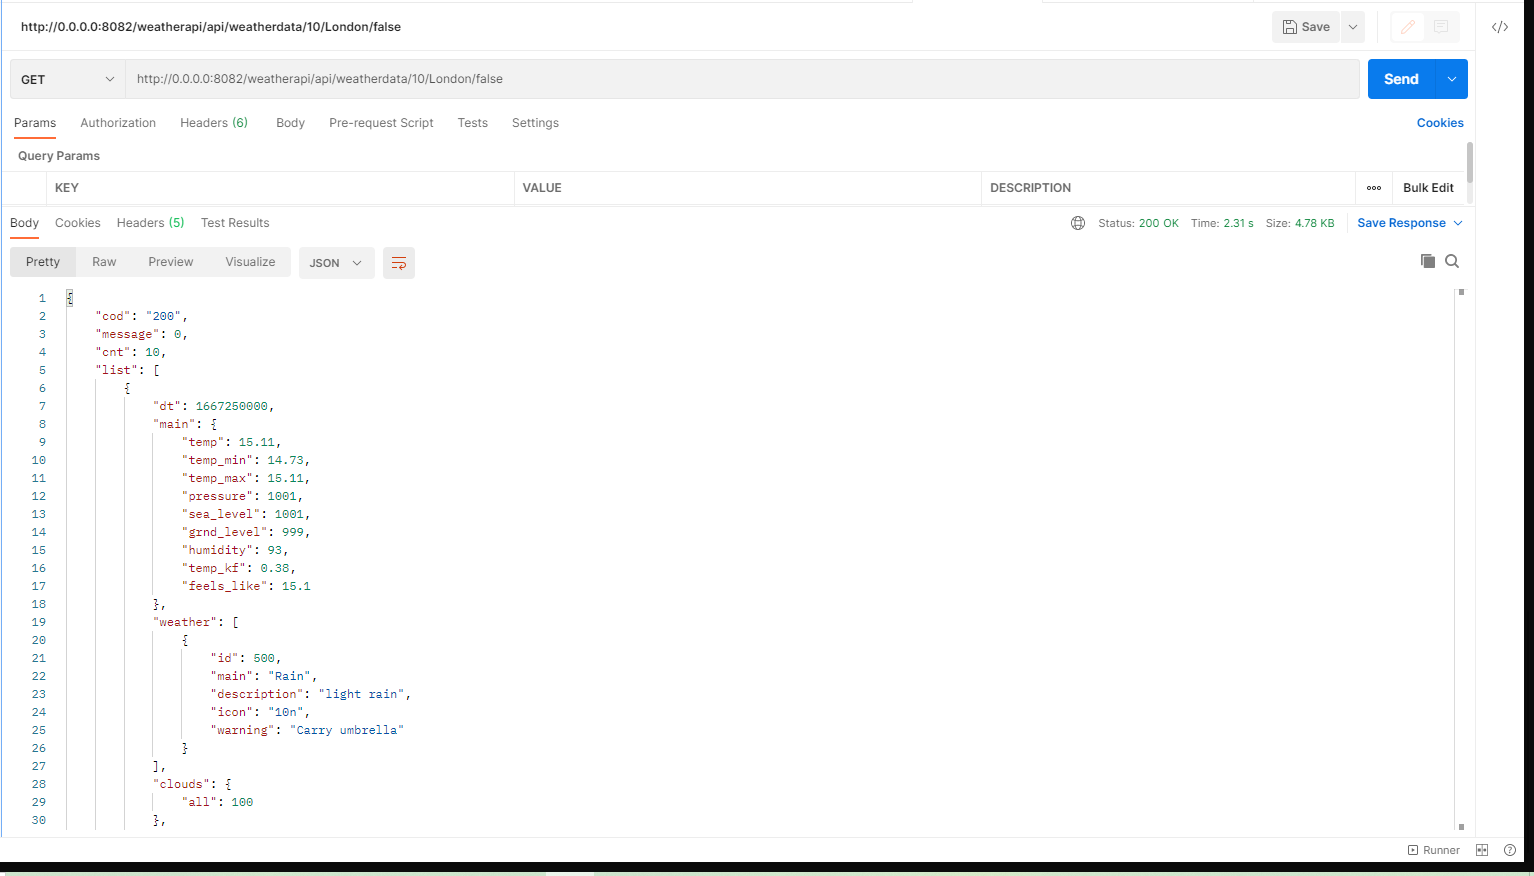 http://0.0.0.0:8082/weatherapi/api/weatherdata/10/London/false
Save
</>
GET
http://0.0.0.0:8082/weatherapi/api/weatherdata/10/London/false
Send
Params Authorization Headers (6) Body Pre-request Script Tests Settings Cookies
Query Params
KEY VALUE DESCRIPTION ooo Bulk Edit
Body Cookies Headers (5) Test Results Status: 200 OK Time: 2.31 s Size: 4.78 KB Save Response
Pretty Raw Preview Visualize JSON
1 {
2 "cod": "200",
3 "message": 0,
4 "cnt": 10,
5 "list": [
6 {
7 "dt": 1667250000,
8 "main": {
9 "temp": 15.11,
10 "temp_min": 14.73,
11 "temp_max": 15.11,
12 "pressure": 1001,
13 "sea_level": 1001,
14 "grnd_level": 999,
15 "humidity": 93,
16 "temp_kf": 0.38,
17 "feels_like": 15.1
18 },
19 "weather": [
20 {
21 "id": 500,
22 "main": "Rain",
23 "description": "light rain",
24 "icon": "10n",
25 "warning": "Carry umbrella"
26 }
27 ],
28 "clouds": {
29 "all": 100
30 },
Runner